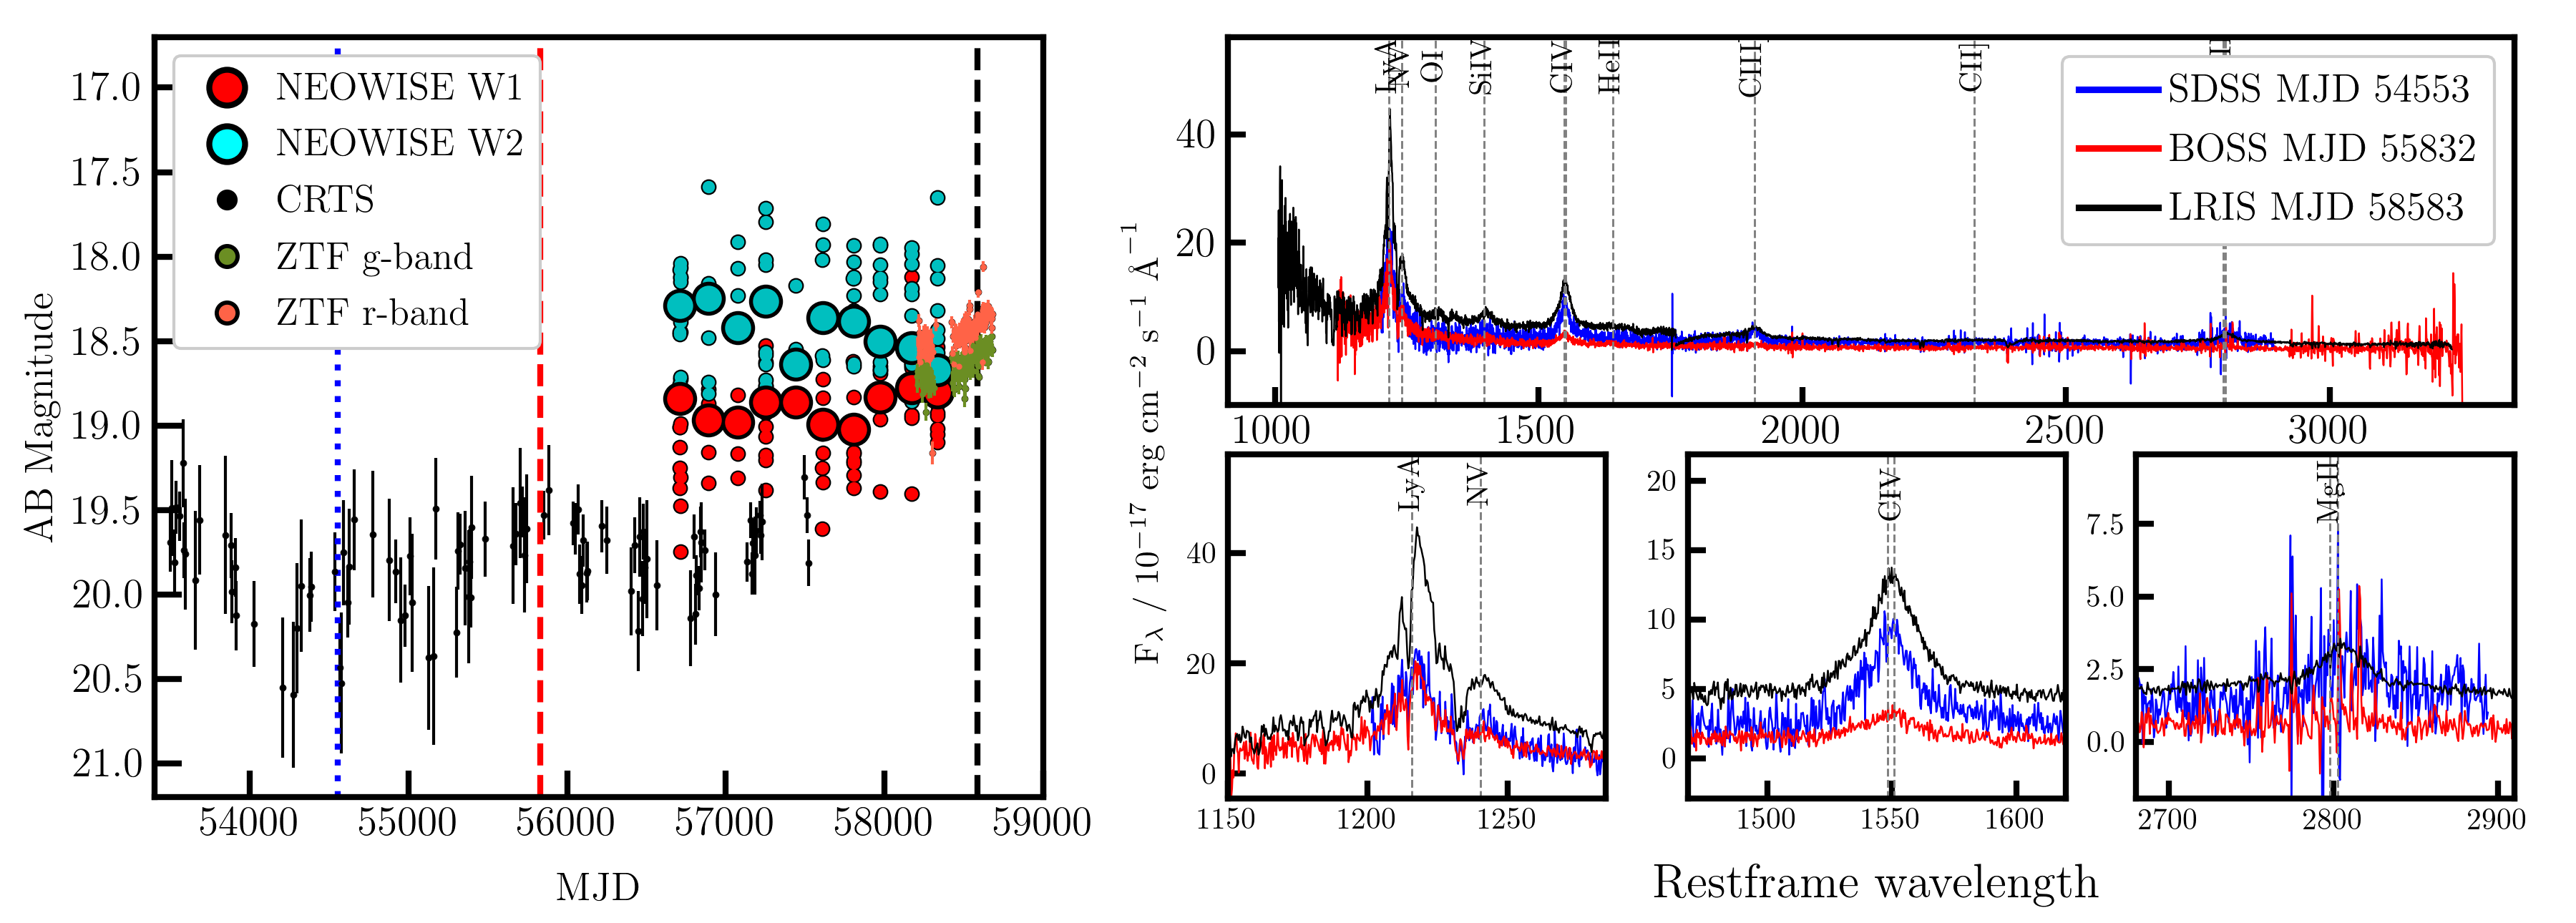 AB Magnitude
17.0
17.5
18.0
18.5
19.0
19.5
20.0
20.5
21.0
NEOWISE W1
NEOWISE W2
CRTS
ZTF g-band
ZTF r-band
54000 55000 56000 57000 58000 59000
MJD
F_λ / 10⁻¹⁷ erg cm⁻² s⁻¹ Å⁻¹
40
20
0
LyA NV OI SiIV CIV HeII CIII] CII]
SDSS MJD 54553
BOSS MJD 55832
LRIS MJD 58583
1000 1500 2000 2500 3000
40
20
0
LyA NV
1150 1200 1250
20
15
10
5
0
CIV
1500 1550 1600
7.5
5.0
2.5
0.0
MgII
2700 2800 2900
Restframe wavelength